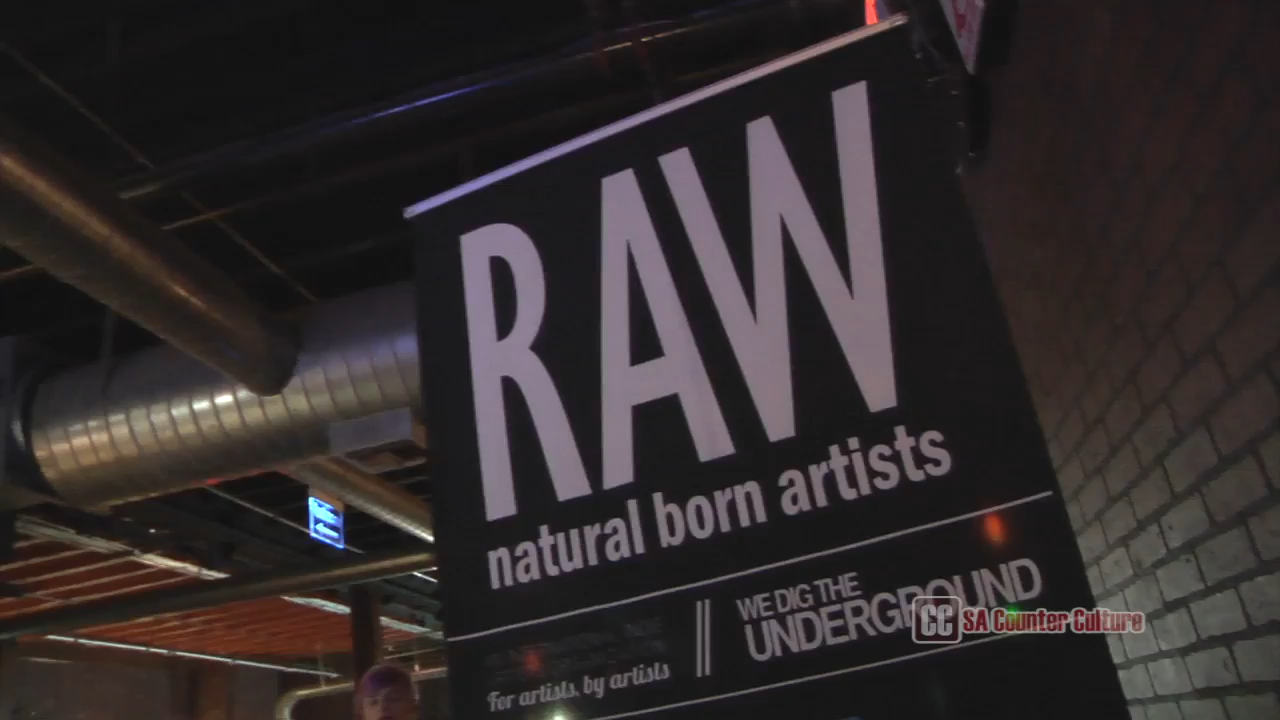 RAW
natural born artists
For artists, by artists
WE DIG THE
UNDERGROUND
CC SA Counter Culture